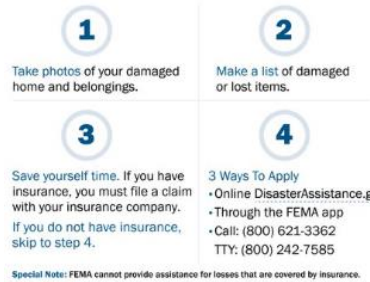 1
Take photos of your damaged
home and belongings.
2
Make a list of damaged
or lost items.
3
Save yourself time. If you have
insurance, you must file a claim
with your insurance company.
If you do not have insurance,
skip to step 4.
4
3 Ways To Apply
• Online DisasterAssistance.g
• Through the FEMA app
• Call: (800) 621-3362
TTY: (800) 242-7585
Special Note: FEMA cannot provide assistance for losses that are covered by insurance.